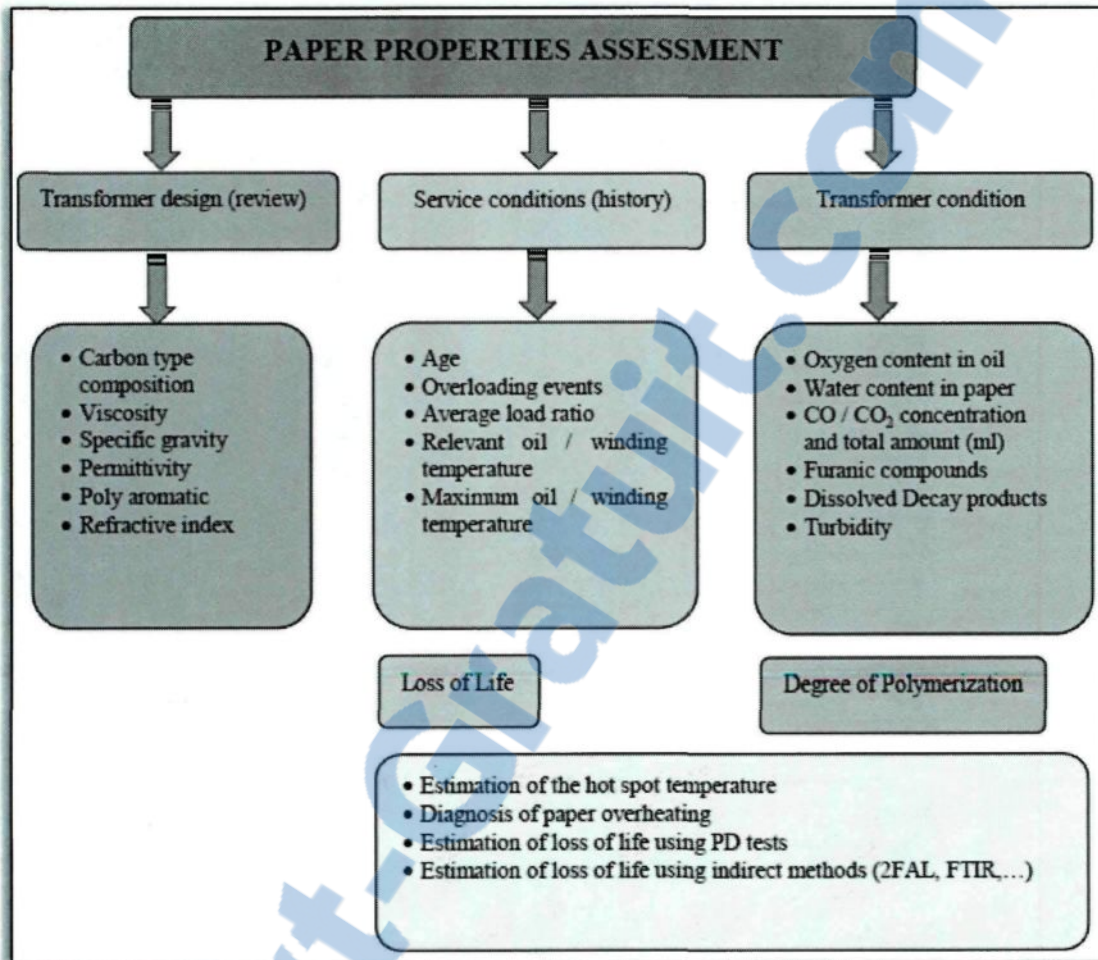 PAPER PROPERTIES ASSESSMENT
Transformer design (review)
Service conditions (history)
Transformer condition
• Carbon type
composition
• Viscosity
• Specific gravity
• Permittivity
• Poly aromatic
• Refractive index
• Age
• Overloading events
• Average load ratio
• Relevant oil / winding
temperature
• Maximum oil / winding
temperature
• Oxygen content in oil
• Water content in paper
• CO / CO₂ concentration
and total amount (ml)
• Furanic compounds
• Dissolved Decay products
• Turbidity
Loss of Life
Degree of Polymerization
• Estimation of the hot spot temperature
• Diagnosis of paper overheating
• Estimation of loss of life using PD tests
• Estimation of loss of life using indirect methods (2FAL, FTIR,…)
t-Gratuit.com